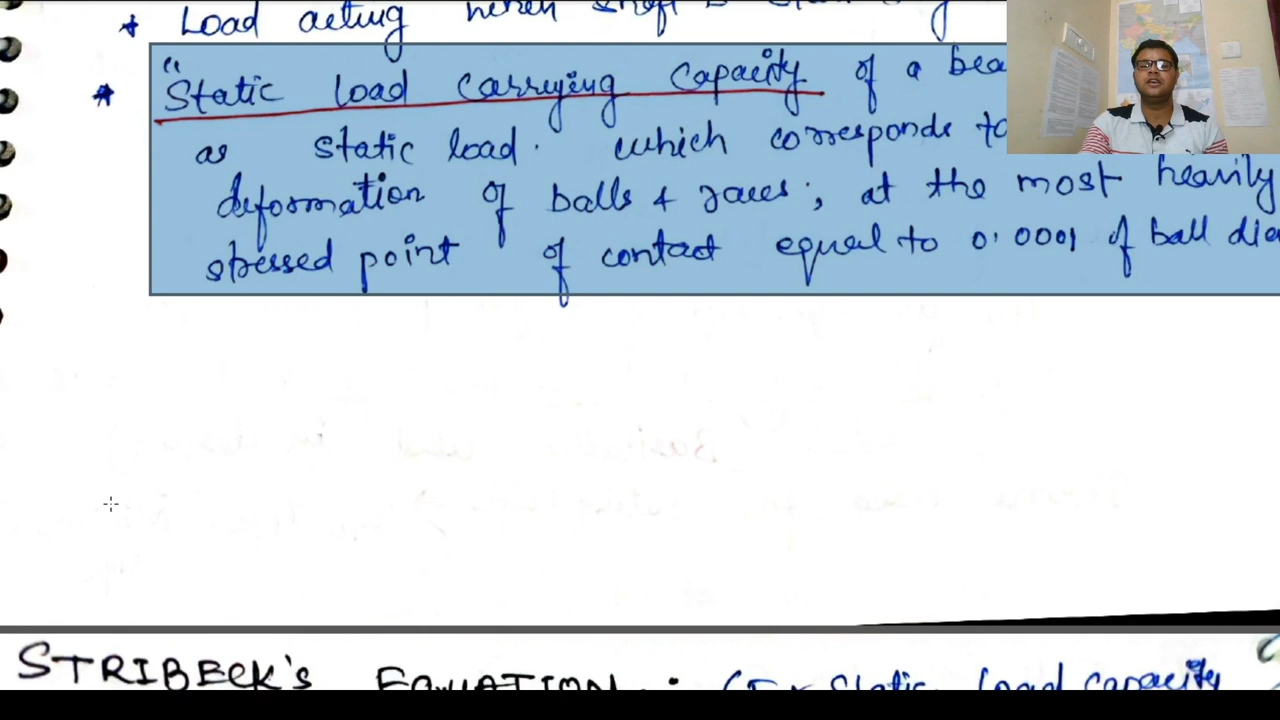 * Load acting when shaft is
* "Static load carrying capacity of a bea
as static load. which corresponds to
deformation of balls & races; at the most heavily
stressed point of contact equal to 0.0001 of ball dia
STRIBECK's EQUATION : (For Static load capacity